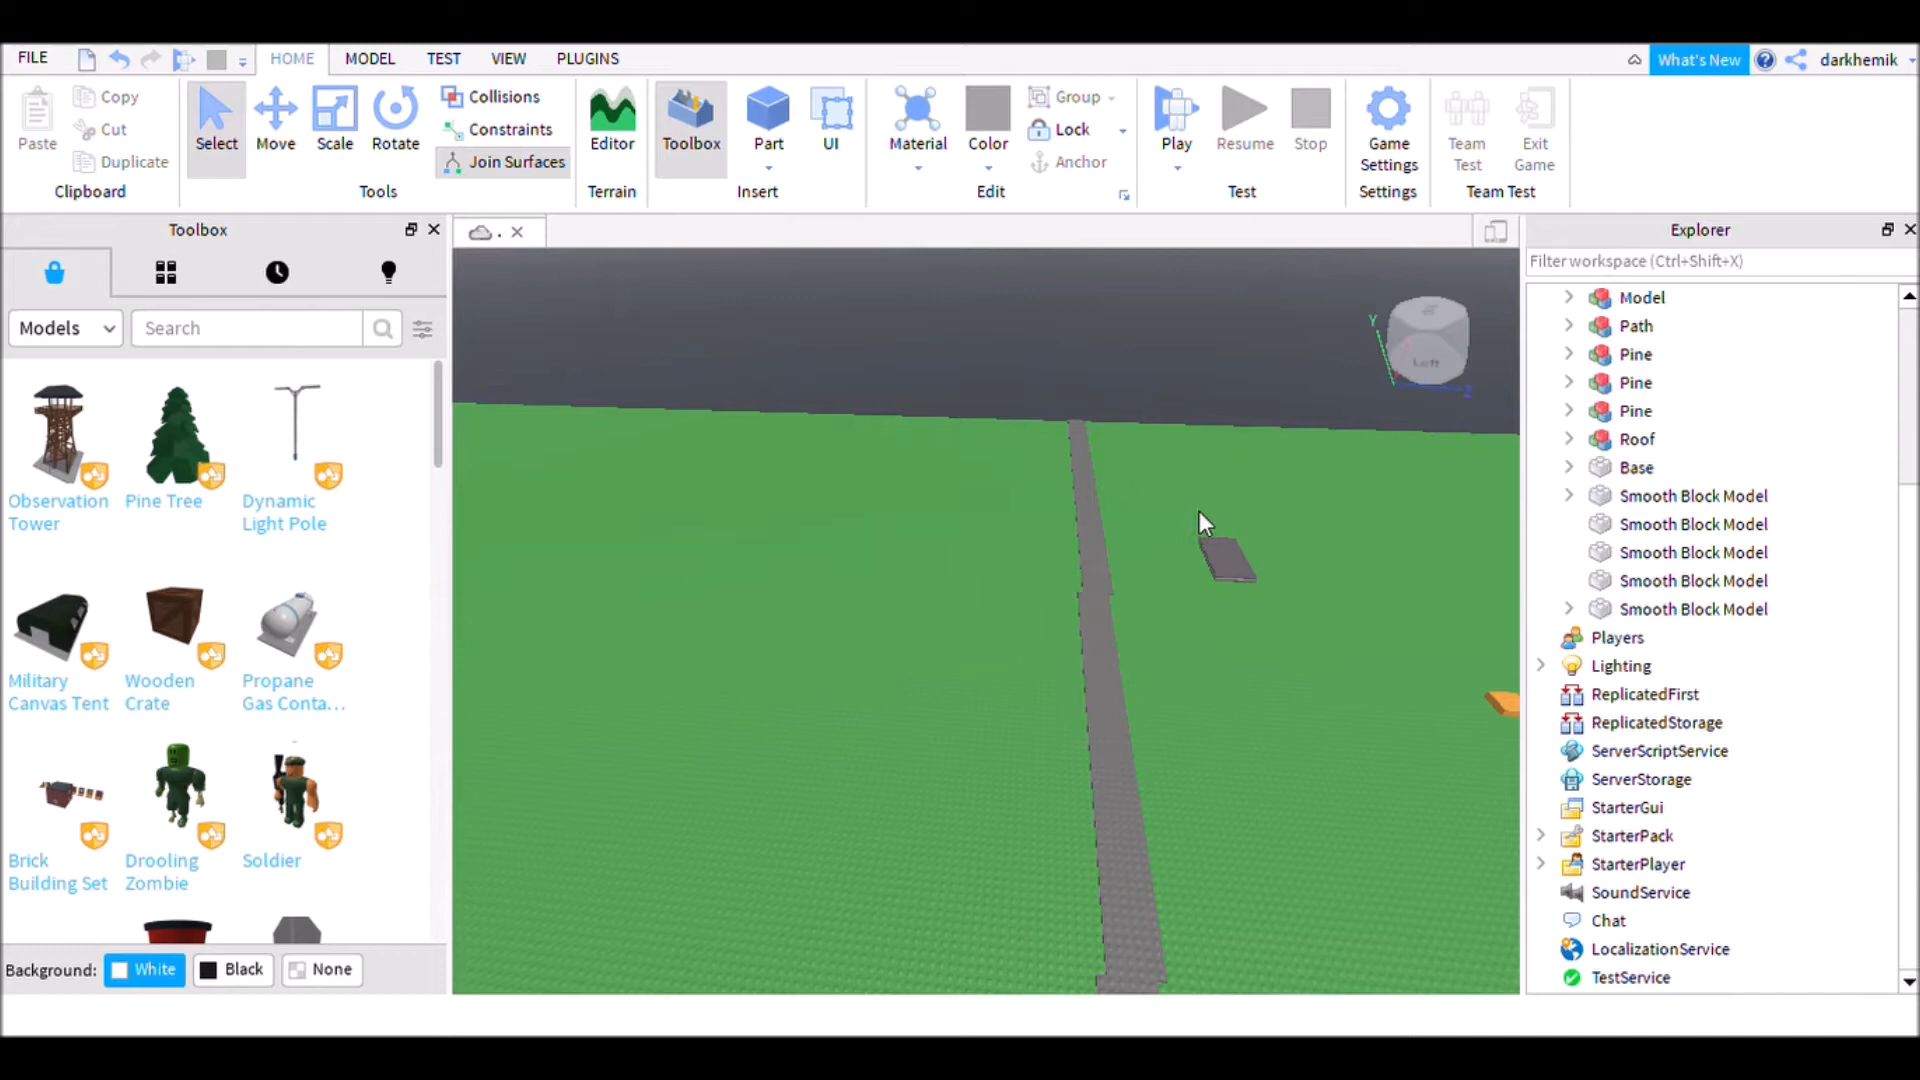 FILE HOME MODEL TEST VIEW PLUGINS What's New darkhemik
Paste Copy Cut Duplicate
Clipboard
Select Move Scale Rotate Collisions Constraints Join Surfaces
Tools
Editor
Terrain
Toolbox Part UI
Insert
Material Color Group Lock Anchor
Edit
Play Resume Stop
Test
Game Settings
Settings
Team Test Exit Game
Team Test
Toolbox
Models Search
Observation Tower
Pine Tree
Dynamic Light Pole
Military Canvas Tent
Wooden Crate
Propane Gas Conta...
Brick Building Set
Drooling Zombie
Soldier
Background: White Black None
.
Y
Left
Z
Explorer
Filter workspace (Ctrl+Shift+X)
Model
Path
Pine
Pine
Pine
Roof
Base
Smooth Block Model
Smooth Block Model
Smooth Block Model
Smooth Block Model
Smooth Block Model
Players
Lighting
ReplicatedFirst
ReplicatedStorage
ServerScriptService
ServerStorage
StarterGui
StarterPack
StarterPlayer
SoundService
Chat
LocalizationService
TestService